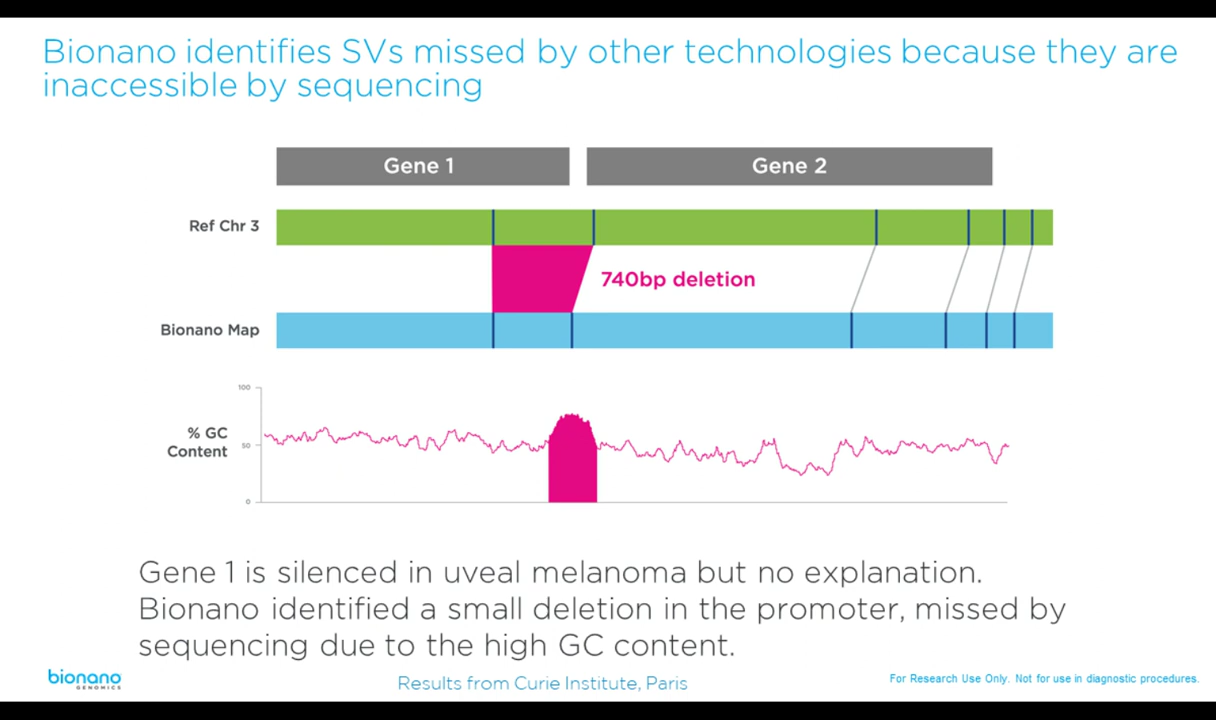 Bionano identifies SVs missed by other technologies because they are
inaccessible by sequencing
Gene 1
Gene 2
Ref Chr 3
740bp deletion
Bionano Map
100
% GC
Content
50
0
Gene 1 is silenced in uveal melanoma but no explanation.
Bionano identified a small deletion in the promoter, missed by
sequencing due to the high GC content.
bionano
GENOMICS
Results from Curie Institute, Paris
For Research Use Only. Not for use in diagnostic procedures.